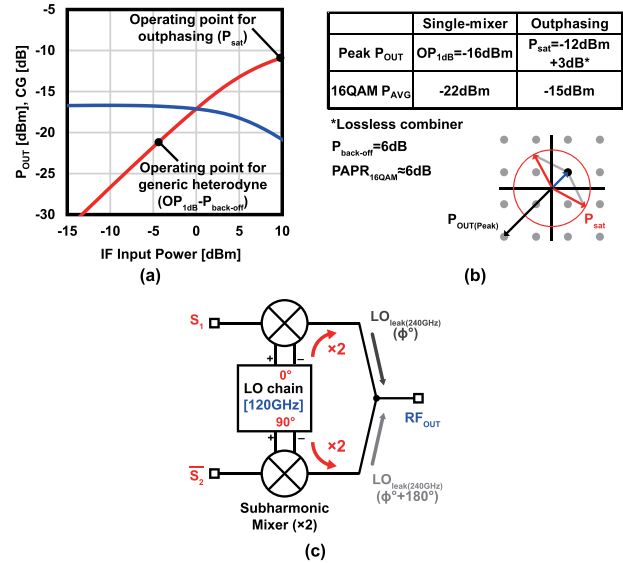 Operating point for
outphasing (Psat)
POUT [dBm], CG [dB]
-5
-10
-15
-20
-25
-30
Operating point for
generic heterodyne
(OP1dB-Pback-off)
-15
-10
-5
0
5
10
IF Input Power [dBm]
(a)
Single-mixer
Outphasing
Peak POUT
OP1dB=-16dBm
Psat=-12dBm
+3dB*
16QAM PAVG
-22dBm
-15dBm
*Lossless combiner
Pback-off=6dB
PAPR16QAM≈6dB
POUT(Peak)
Psat
(b)
S1
×2
LOleak(240GHz)
(ϕ°)
+
–
0°
LO chain
[120GHz]
90°
RFOUT
+
–
×2
S2
LOleak(240GHz)
(ϕ°+180°)
Subharmonic
Mixer (×2)
(c)